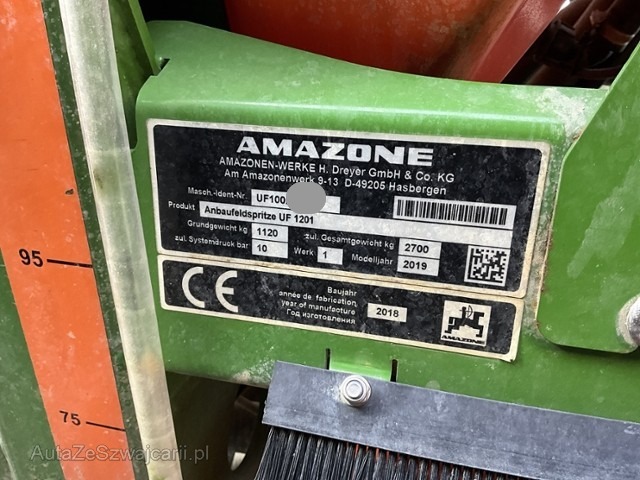 AMAZONE
AMAZONEN-WERKE H. Dreyer GmbH & Co. KG
Am Amazonenwerk 9-13 D-49205 Hasbergen
Masch.-Ident-Nr. UF100
Produkt Anbaufeldspritze UF 1201
Grundgewicht kg 1120 zul. Gesamtgewicht kg 2700
zul. Systemdruck bar 10 Werk 1 Modelljahr 2019
CE
Baujahr
année de fabrication
year of manufacture
Год изготовления
2018
AMAZONE
95
75
AutaZeSzwajcarii.pl